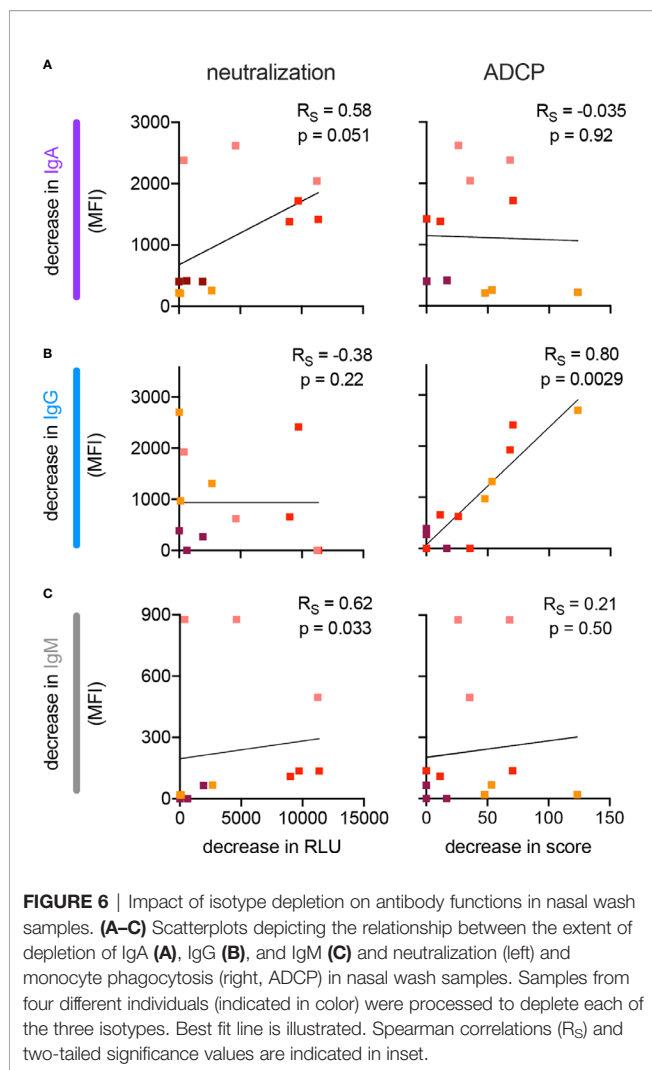 A
neutralization
ADCP
R_S = 0.58
p = 0.051
R_S = -0.035
p = 0.92
decrease in IgA
(MFI)
3000
2000
1000
0
B
R_S = -0.38
p = 0.22
R_S = 0.80
p = 0.0029
decrease in IgG
(MFI)
3000
2000
1000
0
C
R_S = 0.62
p = 0.033
R_S = 0.21
p = 0.50
decrease in IgM
(MFI)
900
600
300
0
0 5000 10000 15000
0 50 100 150
decrease in RLU
decrease in score
FIGURE 6 | Impact of isotype depletion on antibody functions in nasal wash
samples. (A–C) Scatterplots depicting the relationship between the extent of
depletion of IgA (A), IgG (B), and IgM (C) and neutralization (left) and
monocyte phagocytosis (right, ADCP) in nasal wash samples. Samples from
four different individuals (indicated in color) were processed to deplete each of
the three isotypes. Best fit line is illustrated. Spearman correlations (R_S) and
two-tailed significance values are indicated in inset.